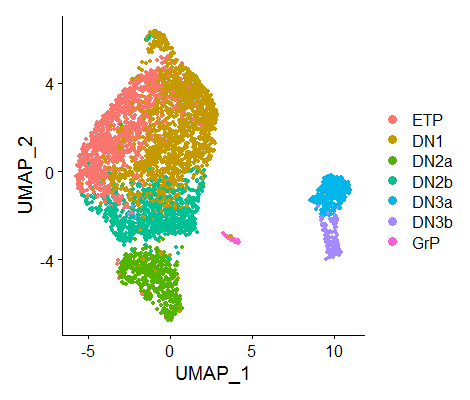 UMAP_2
4
0
-4
-5
0
5
10
UMAP_1
ETP
DN1
DN2a
DN2b
DN3a
DN3b
GrP